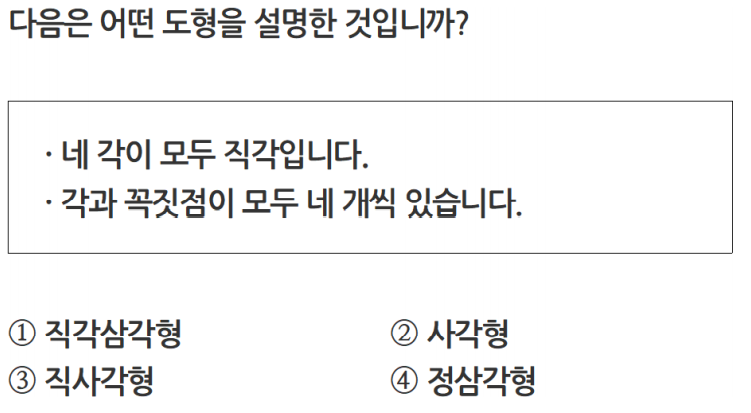 다음은 어떤 도형을 설명한 것입니까?
· 네 각이 모두 직각입니다.
· 각과 꼭짓점이 모두 네 개씩 있습니다.
① 직각삼각형 ② 사각형
③ 직사각형 ④ 정삼각형